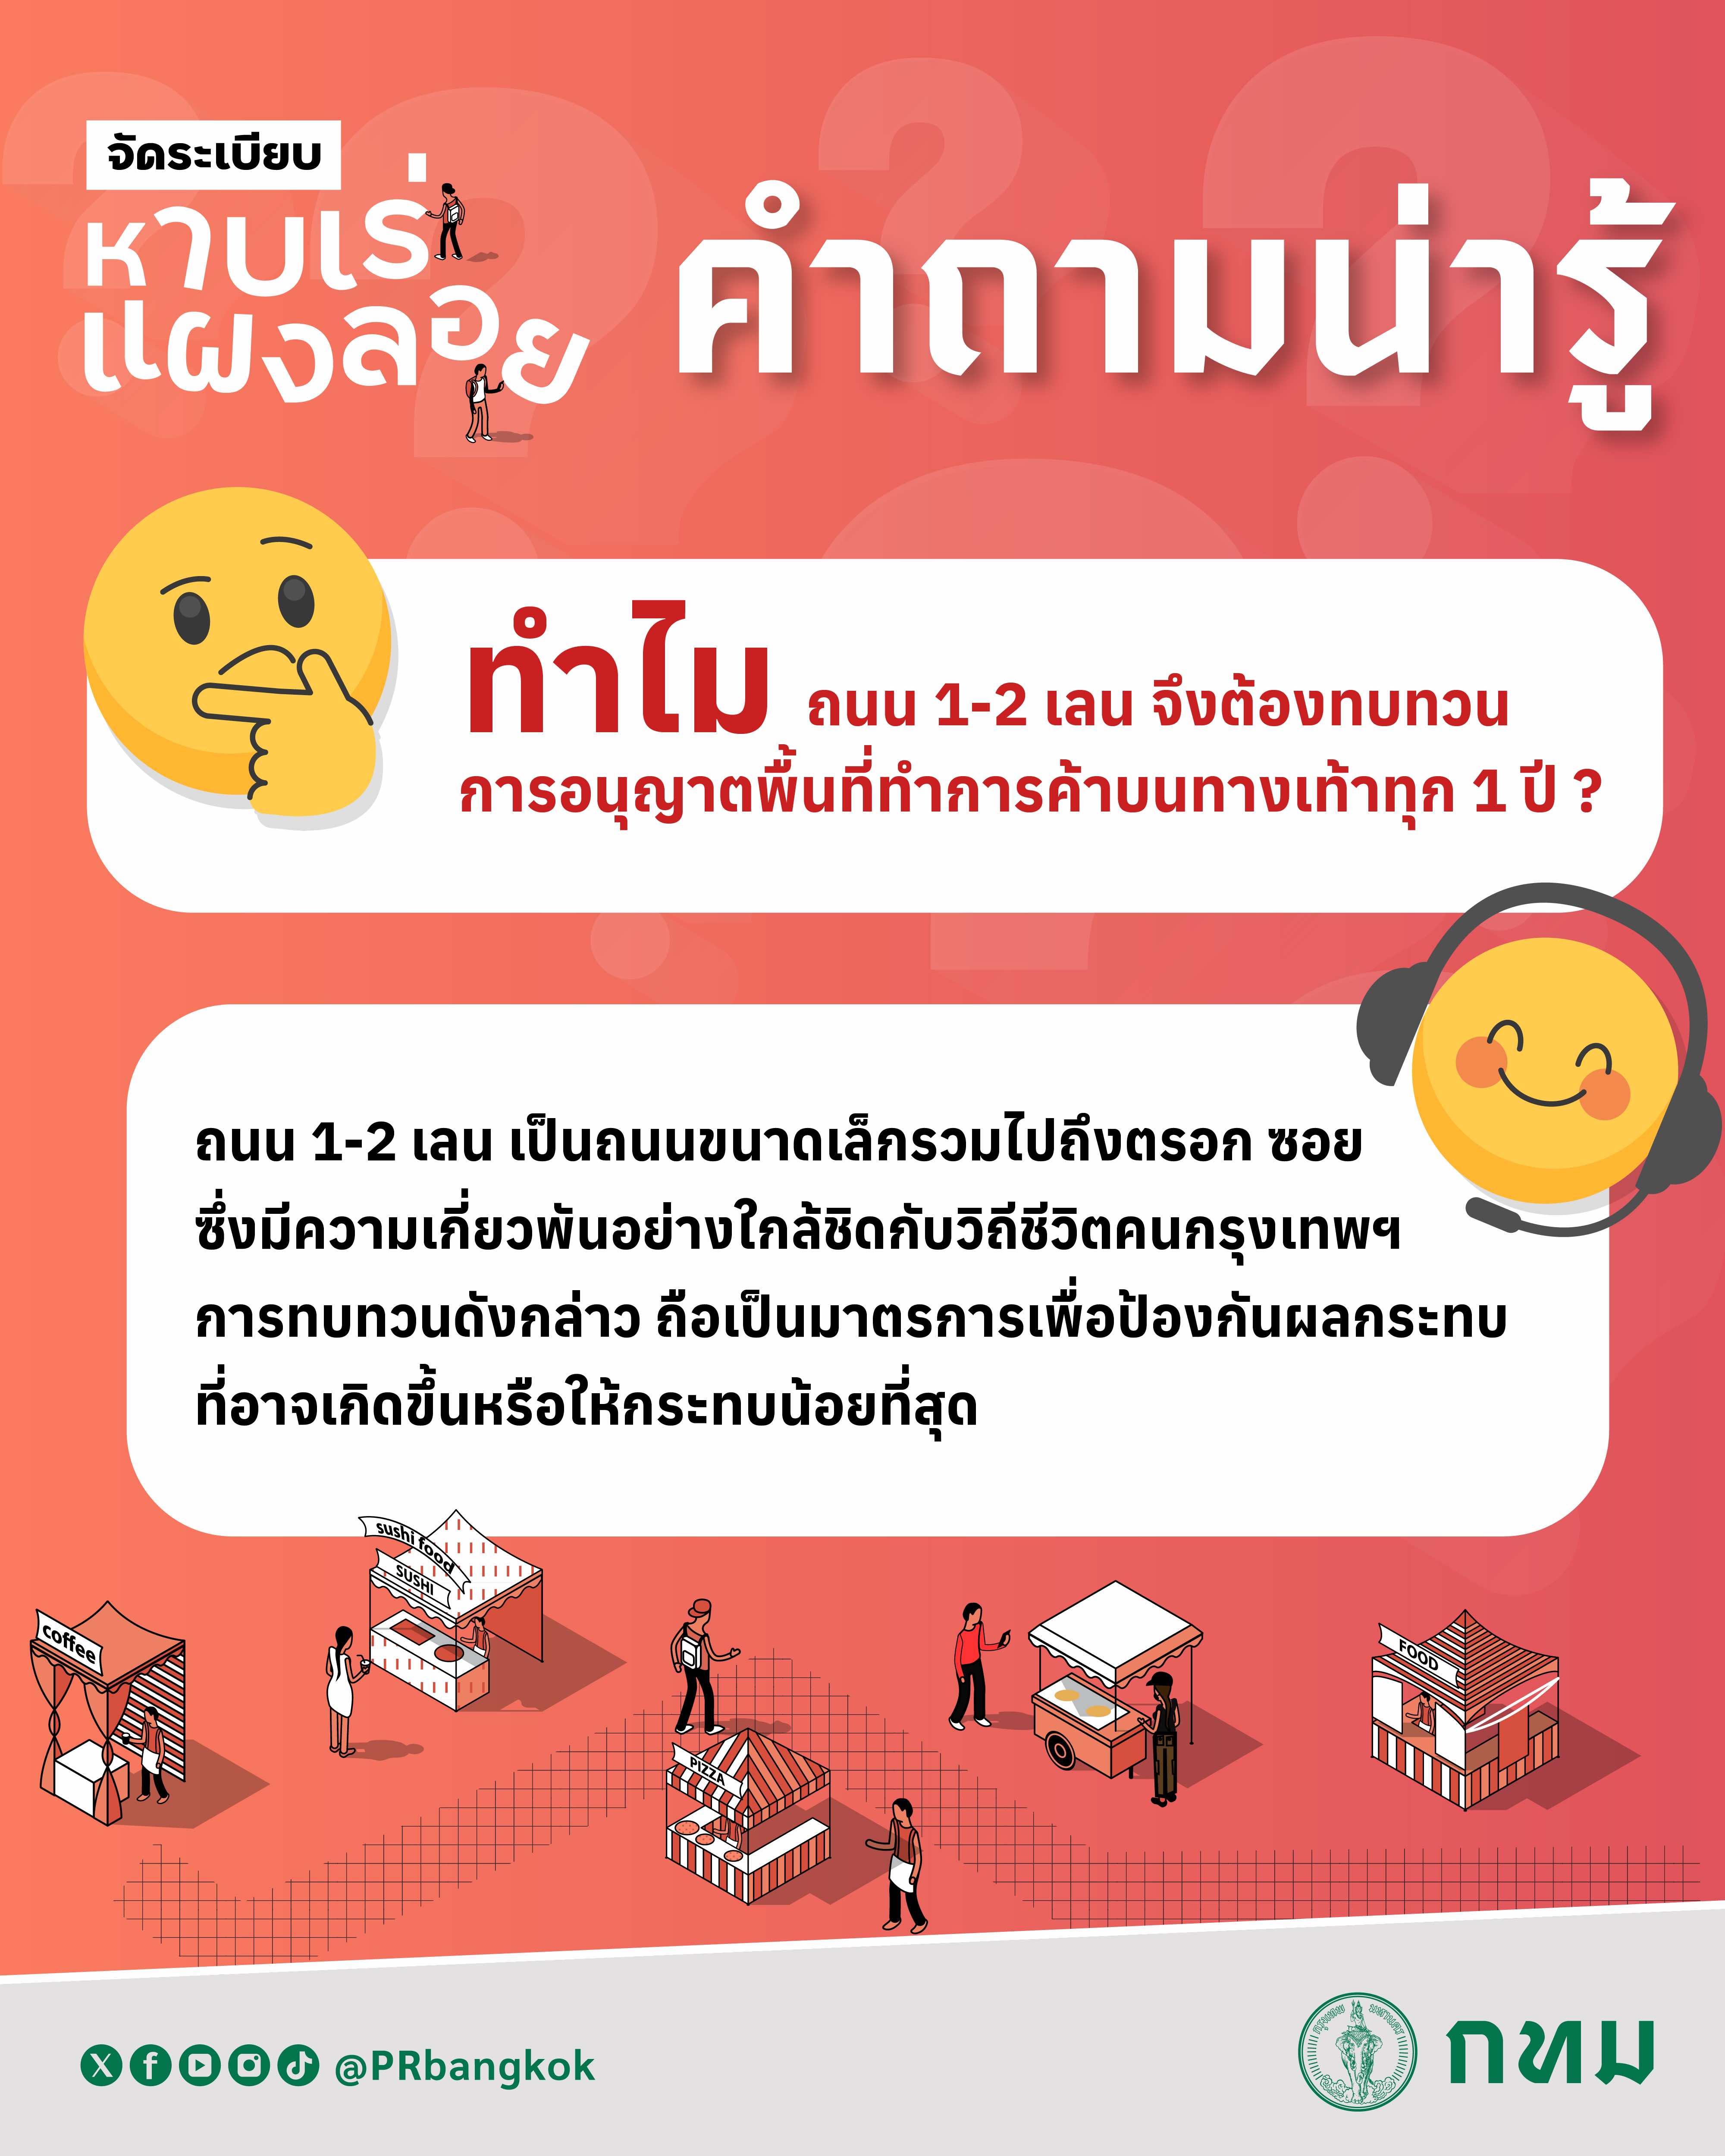 จัดระเบียบ
หาบเร่
แผงลอย
คำถามน่ารู้
ทำไม ถนน 1-2 เลน จึงต้องทบทวน
การอนุญาตพื้นที่ทำการค้าบนทางเท้าทุก 1 ปี ?
ถนน 1-2 เลน เป็นถนนขนาดเล็กรวมไปถึงตรอก ซอย
ซึ่งมีความเกี่ยวพันอย่างใกล้ชิดกับวิถีชีวิตคนกรุงเทพฯ
การทบทวนดังกล่าว ถือเป็นมาตรการเพื่อป้องกันผลกระทบ
ที่อาจเกิดขึ้นหรือให้กระทบน้อยที่สุด
sushi food
SUSHI
coffee
FOOD
PIZZA
@PRbangkok
กรุงเทพมหานคร
กทม